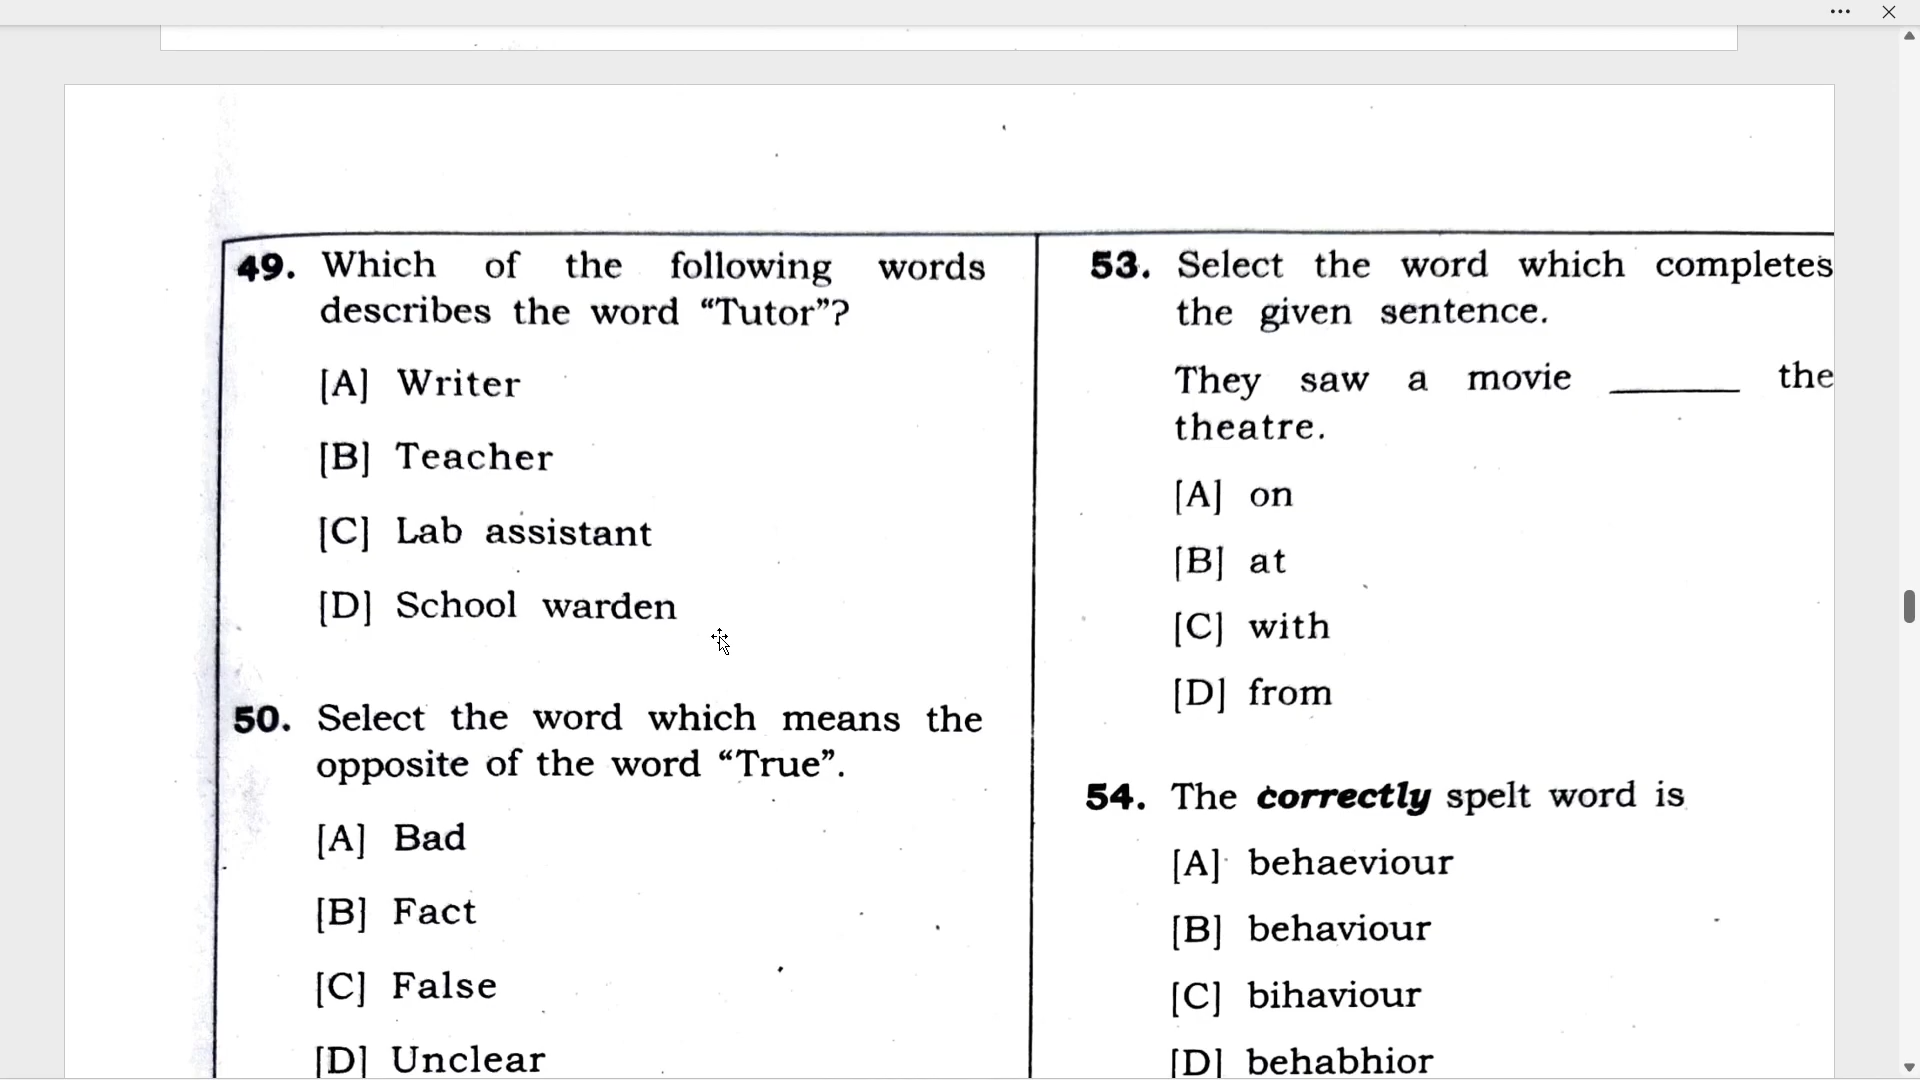 49. Which of the following words
describes the word “Tutor”?
[A] Writer
[B] Teacher
[C] Lab assistant
[D] School warden
50. Select the word which means the
opposite of the word “True”.
[A] Bad
[B] Fact
[C] False
[D] Unclear
53. Select the word which completes
the given sentence.
They saw a movie _______ the
theatre.
[A] on
[B] at
[C] with
[D] from
54. The correctly spelt word is
[A] behaeviour
[B] behaviour
[C] bihaviour
[D] behabhior